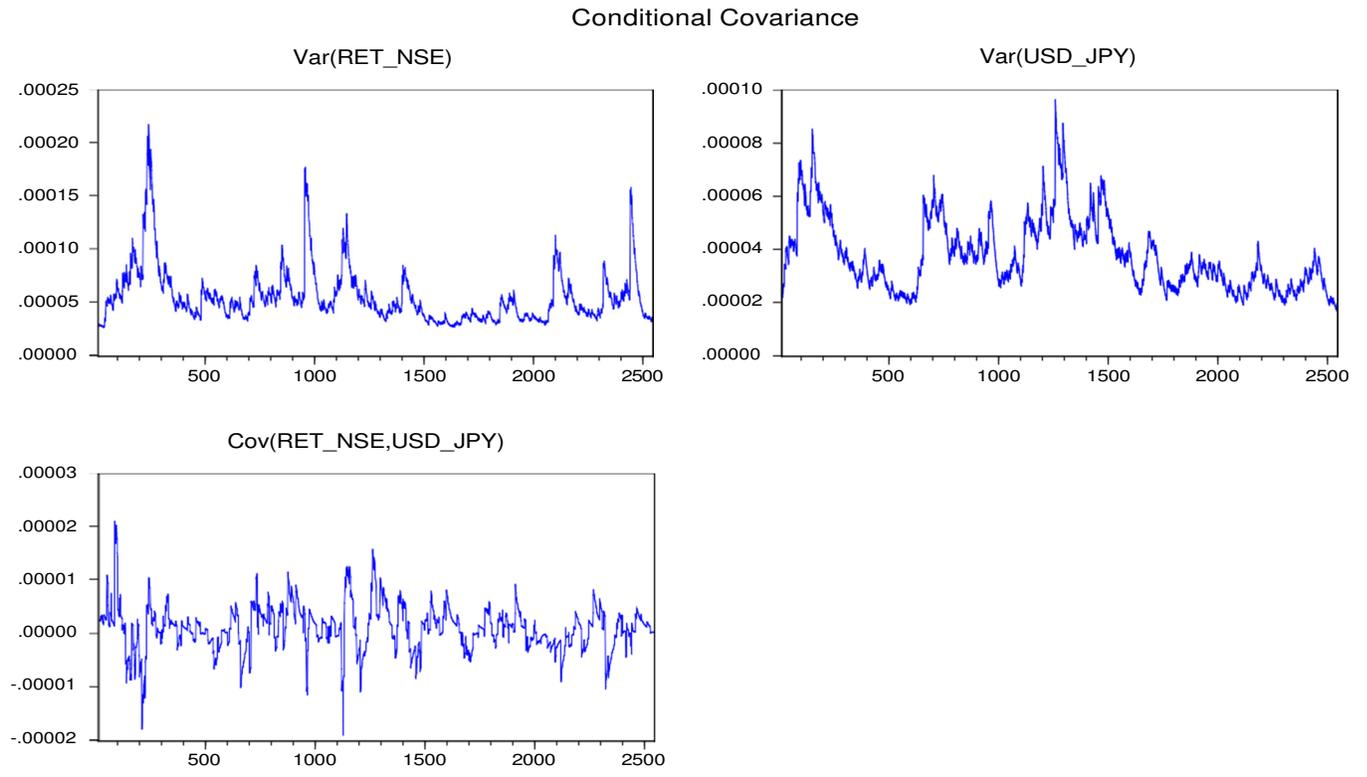 Conditional Covariance
Var(RET_NSE)
.00025
.00020
.00015
.00010
.00005
.00000
500 1000 1500 2000 2500
Var(USD_JPY)
.00010
.00008
.00006
.00004
.00002
.00000
500 1000 1500 2000 2500
Cov(RET_NSE,USD_JPY)
.00003
.00002
.00001
.00000
-.00001
-.00002
500 1000 1500 2000 2500